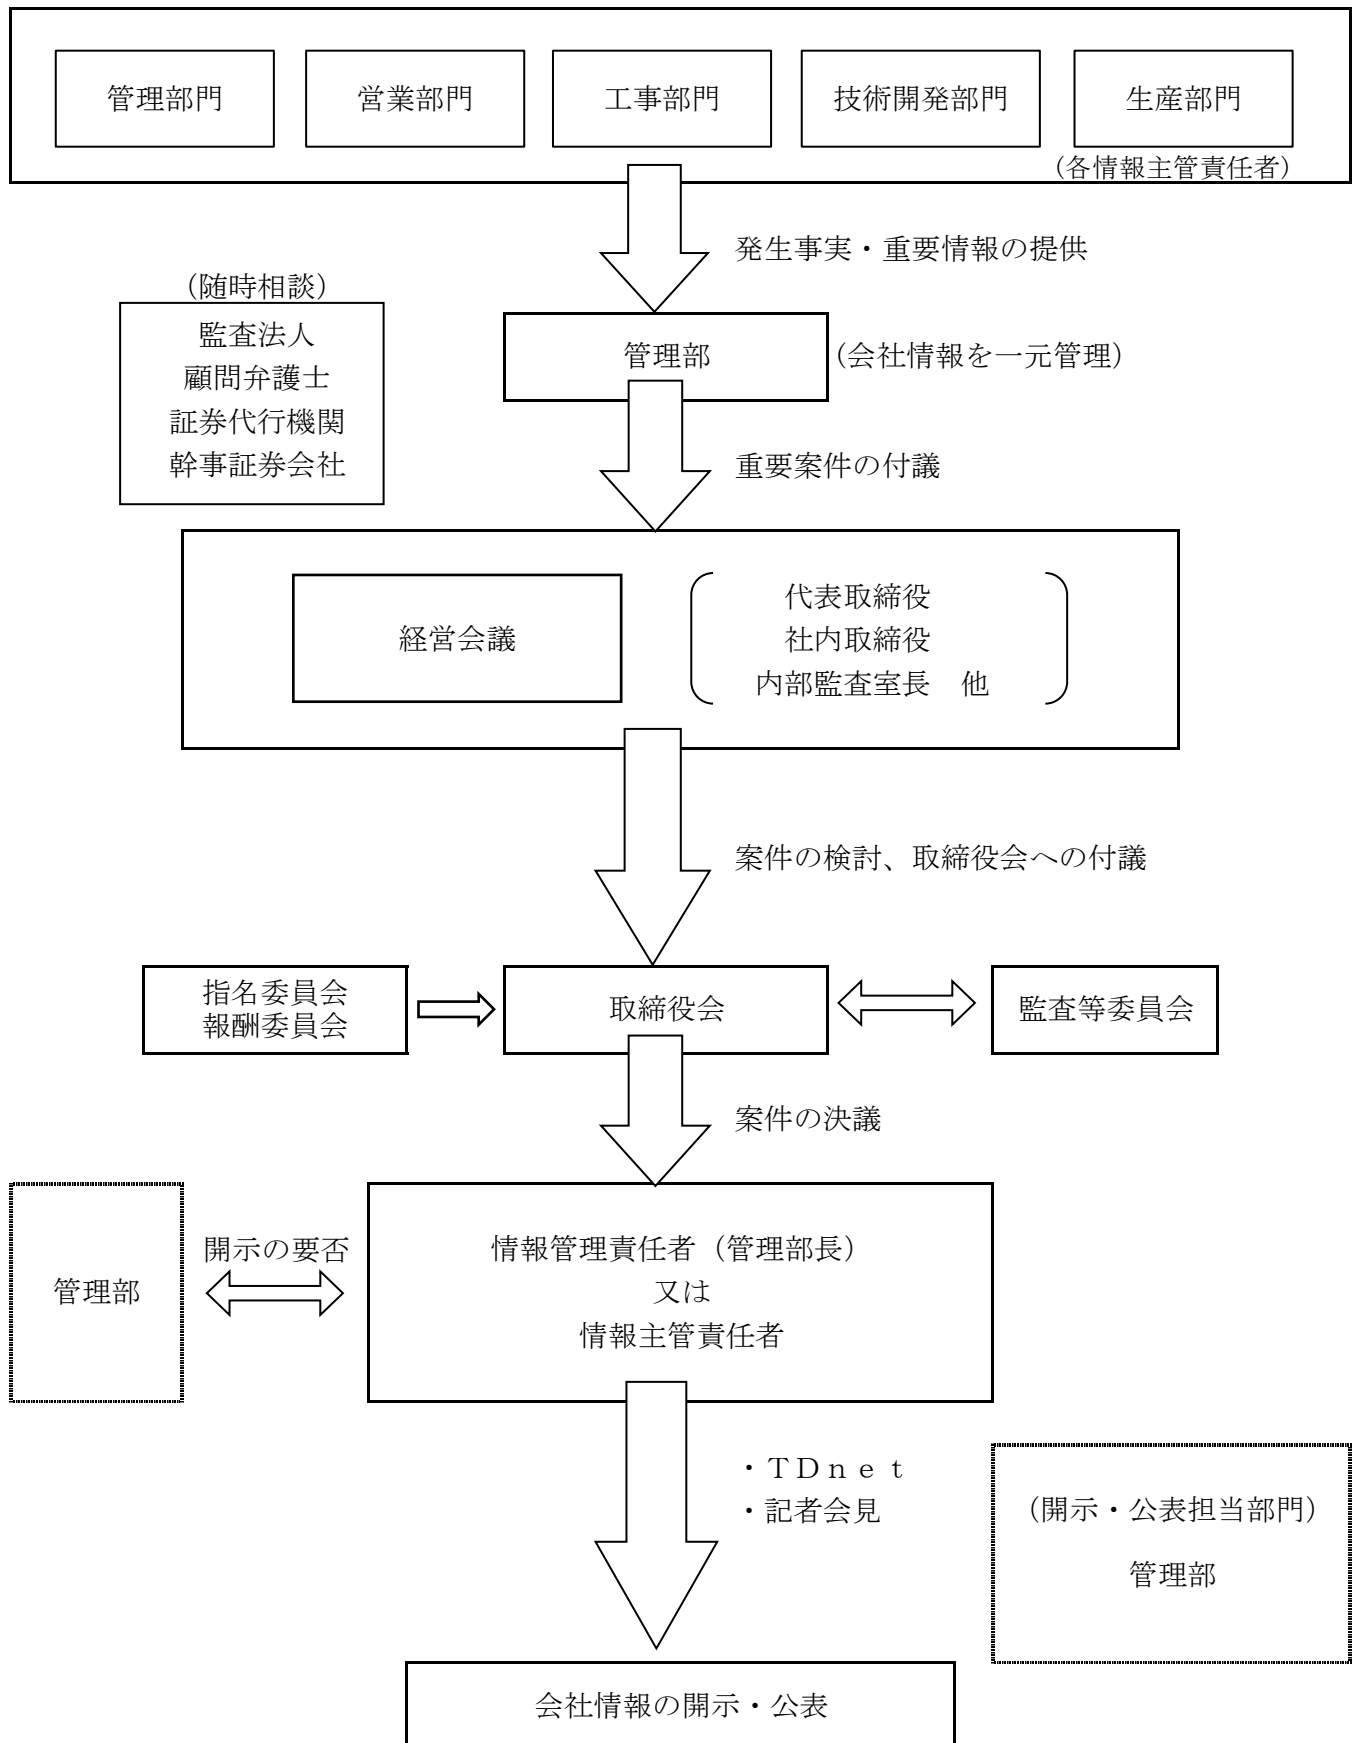 管理部門
営業部門
工事部門
技術開発部門
生産部門
（各情報主管責任者）
発生事実・重要情報の提供
（随時相談）
監査法人
顧問弁護士
証券代行機関
幹事証券会社
管理部
（会社情報を一元管理）
重要案件の付議
経営会議
代表取締役
社内取締役
内部監査室長　他
案件の検討、取締役会への付議
指名委員会
報酬委員会
取締役会
監査等委員会
案件の決議
管理部
開示の要否
情報管理責任者（管理部長）
又は
情報主管責任者
・ＴＤｎｅｔ
・記者会見
（開示・公表担当部門）
管理部
会社情報の開示・公表